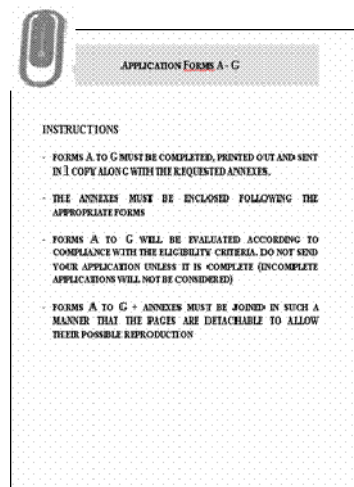 APPLICATION FORMS A - G
INSTRUCTIONS
- FORMS A TO G MUST BE COMPLETED, PRINTED OUT AND SENT
IN 1 COPY ALONG WITH THE REQUESTED ANNEXES.
- THE ANNEXES MUST BE ENCLOSED FOLLOWING THE
APPROPRIATE FORMS
- FORMS A TO G WILL BE EVALUATED ACCORDING TO
COMPLIANCE WITH THE ELIGIBILITY CRITERIA. DO NOT SEND
YOUR APPLICATION UNLESS IT IS COMPLETE (INCOMPLETE
APPLICATIONS WILL NOT BE CONSIDERED)
- FORMS A TO G + ANNEXES MUST BE JOINED IN SUCH A
MANNER THAT THE PAGES ARE DETACHABLE TO ALLOW
THEIR POSSIBLE REPRODUCTION